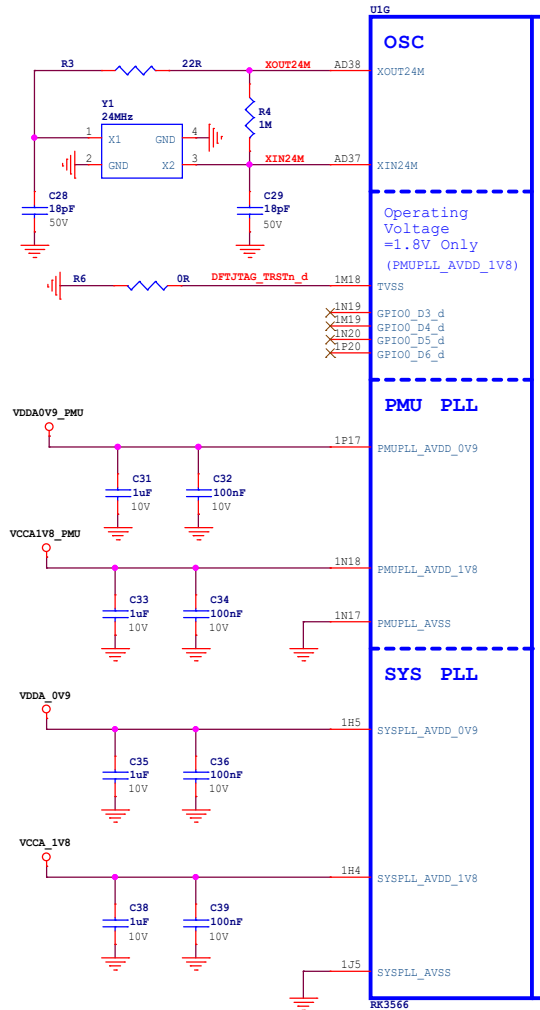 U1G
OSC
R3
22R
XOUT24M
AD38
XOUT24M
Y1
24MHz
R4
1M
1
X1
GND
4
2
GND
X2
3
XIN24M
AD37
XIN24M
C28
18pF
50V
C29
18pF
50V
Operating
Voltage
=1.8V Only
(PMUPLL_AVDD_1V8)
R6
0R
DFTJTAG_TRSTn_d
1M18
TVSS
1N19
GPIO0_D3_d
1M19
GPIO0_D4_d
1N20
GPIO0_D5_d
1P20
GPIO0_D6_d
PMU PLL
VDDA0V9_PMU
1P17
PMUPLL_AVDD_0V9
C31
1uF
10V
C32
100nF
10V
VCCA1V8_PMU
1N18
PMUPLL_AVDD_1V8
C33
1uF
10V
C34
100nF
10V
1N17
PMUPLL_AVSS
SYS PLL
VDDA_0V9
1H5
SYSPLL_AVDD_0V9
C35
1uF
10V
C36
100nF
10V
VCCA_1V8
1H4
SYSPLL_AVDD_1V8
C38
1uF
10V
C39
100nF
10V
1J5
SYSPLL_AVSS
RK3566